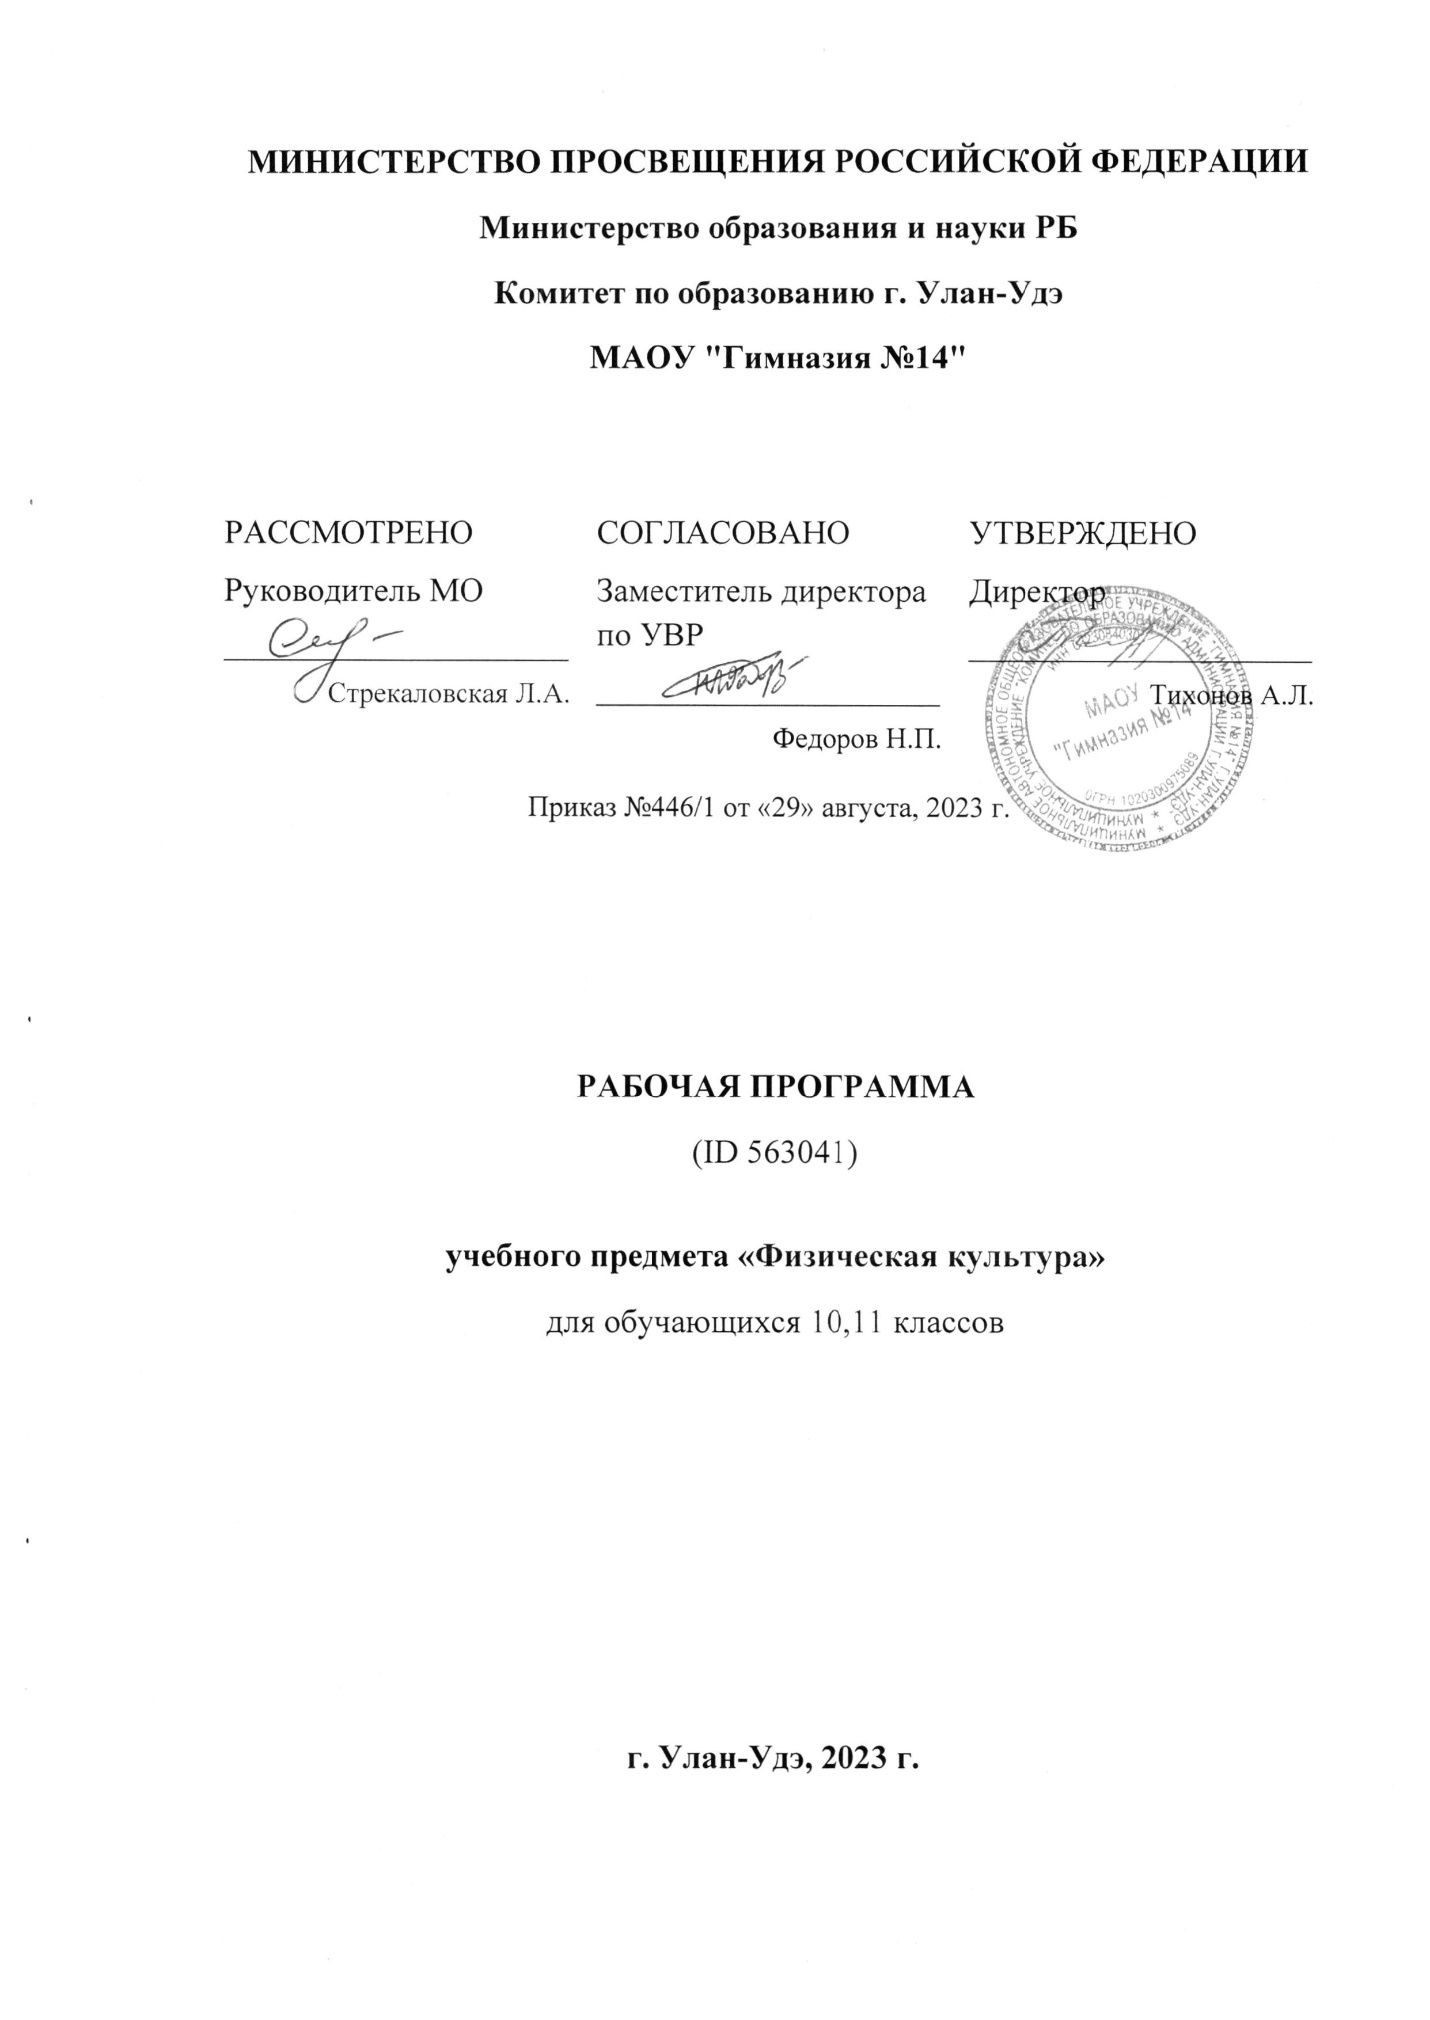 МИНИСТЕРСТВО ПРОСВЕЩЕНИЯ РОССИЙСКОЙ ФЕДЕРАЦИИ
Министерство образования и науки РБ
Комитет по образованию г. Улан-Удэ
МАОУ "Гимназия №14"
РАССМОТРЕНО
Руководитель МО
Стрекаловская Л.А.
СОГЛАСОВАНО
Заместитель директора
по УВР
Федоров Н.П.
УТВЕРЖДЕНО
Директор
Тихонов А.Л.
МАОУ
"Гимназия №14"
ОГРН 1020300975089
Приказ №446/1 от «29» августа, 2023 г.
РАБОЧАЯ ПРОГРАММА
(ID 563041)
учебного предмета «Физическая культура»
для обучающихся 10,11 классов
г. Улан-Удэ, 2023 г.